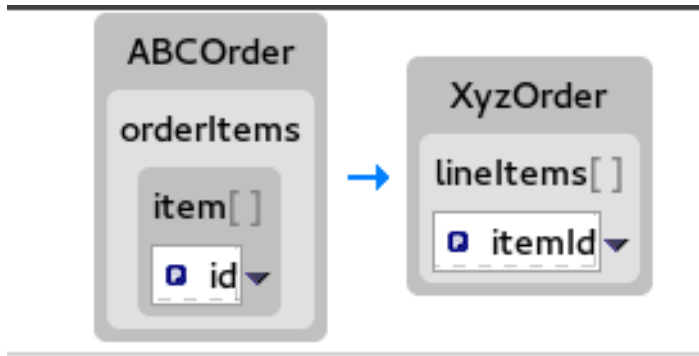 ABCOrder
orderItems
item[]
id
XyzOrder
lineItems[]
itemId